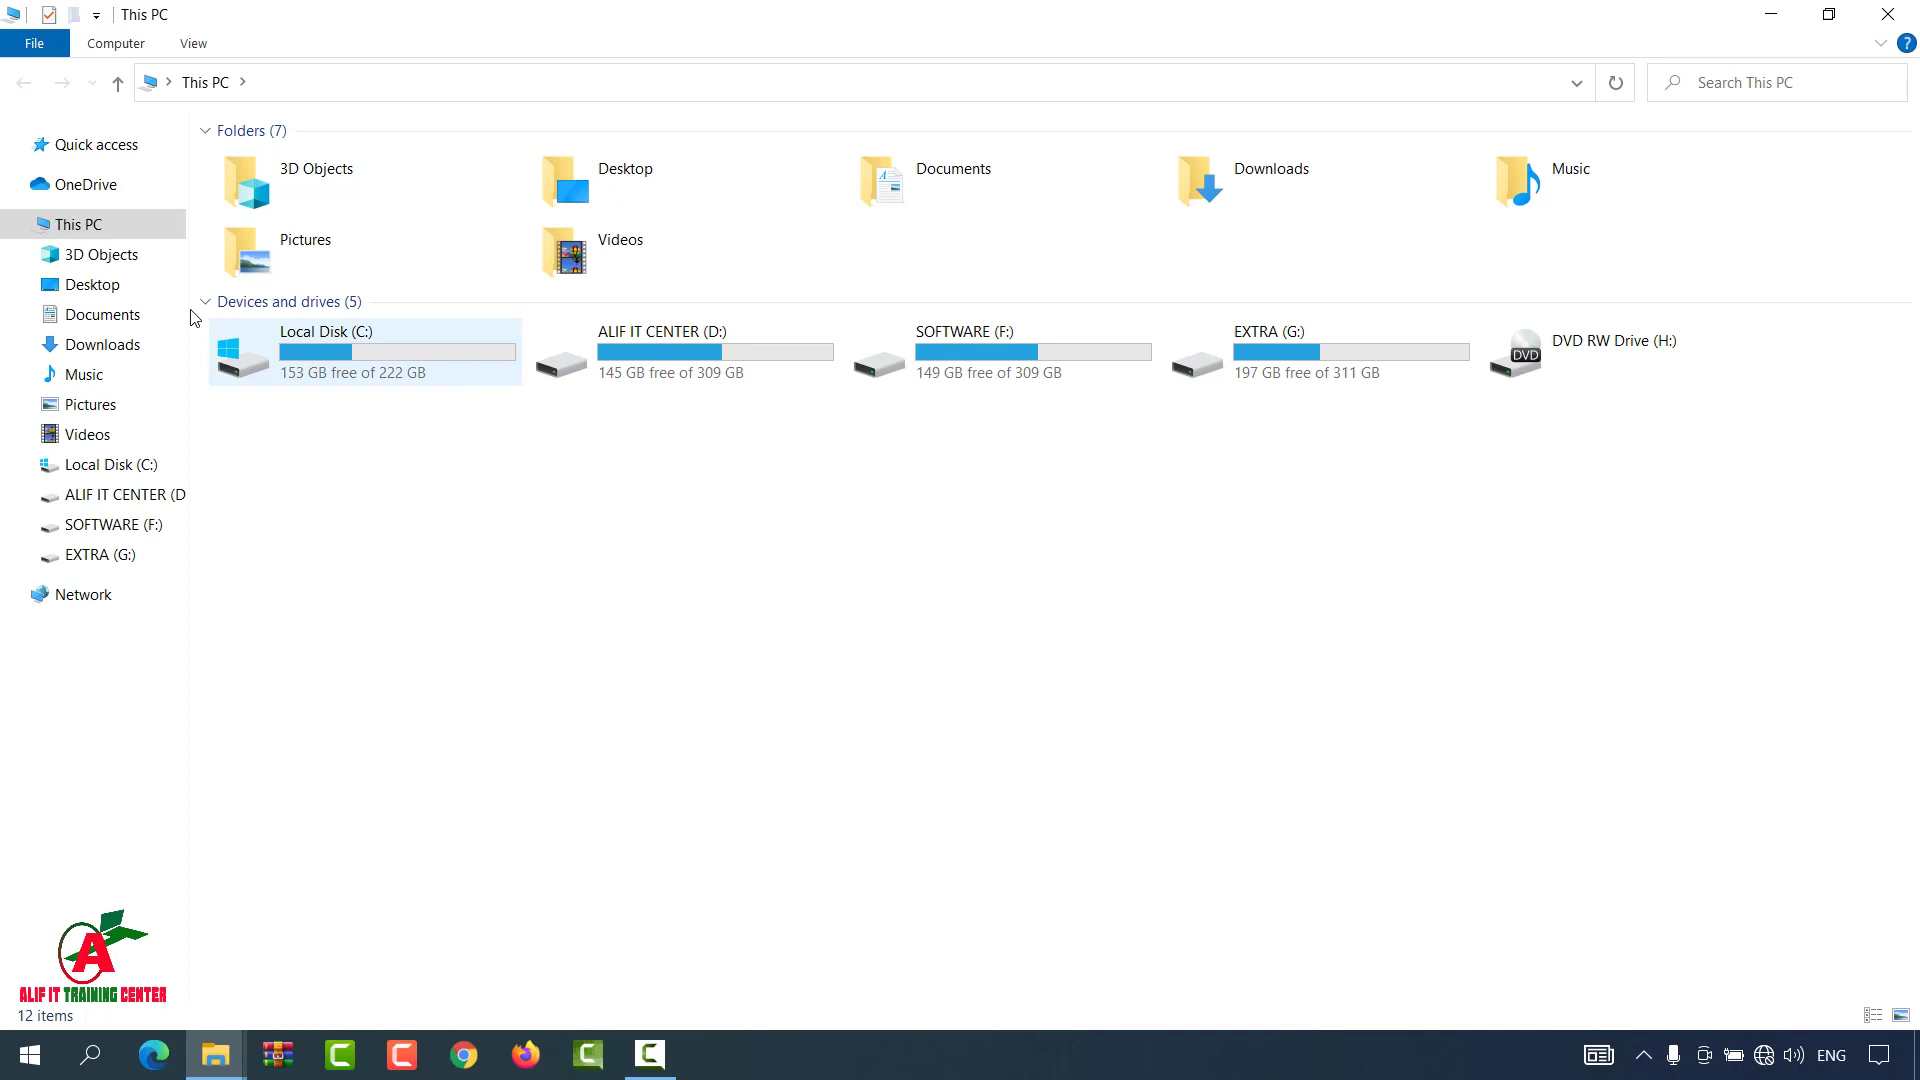 This PC
File
Computer
View
This PC
Search This PC
Quick access
OneDrive
This PC
3D Objects
Desktop
Documents
Downloads
Music
Pictures
Videos
Local Disk (C:)
ALIF IT CENTER (D
SOFTWARE (F:)
EXTRA (G:)
Network
Folders (7)
3D Objects
Desktop
Documents
Downloads
Music
Pictures
Videos
Devices and drives (5)
Local Disk (C:)
153 GB free of 222 GB
ALIF IT CENTER (D:)
145 GB free of 309 GB
SOFTWARE (F:)
149 GB free of 309 GB
EXTRA (G:)
197 GB free of 311 GB
DVD
DVD RW Drive (H:)
A
ALIF IT TRAINING CENTER
12 items
ENG